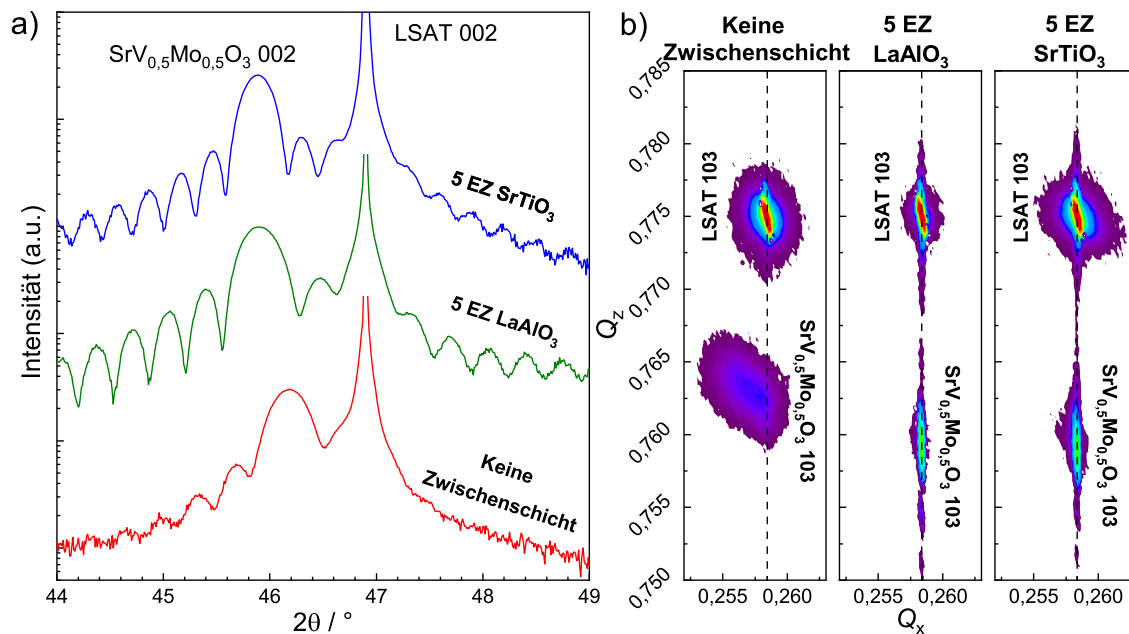 a)
SrV0,5Mo0,5O3 002
LSAT 002
5 EZ SrTiO3
5 EZ LaAlO3
Keine
Zwischenschicht
Intensität (a.u.)
44 45 46 47 48 49
2θ / °
b)
Keine
Zwischenschicht
5 EZ
LaAlO3
5 EZ
SrTiO3
0,785
0,780
0,775
0,770
0,765
0,760
0,755
0,750
Qz
LSAT 103
LSAT 103
LSAT 103
SrV0,5Mo0,5O3 103
SrV0,5Mo0,5O3 103
SrV0,5Mo0,5O3 103
0,255 0,260 0,255 0,260 0,255 0,260
Qx